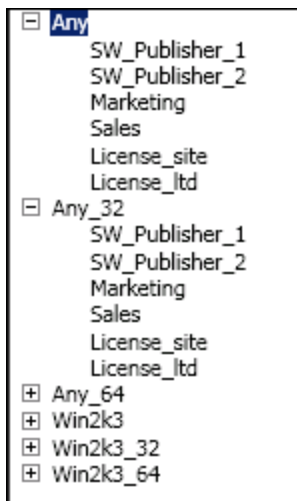 Any
SW_Publisher_1
SW_Publisher_2
Marketing
Sales
License_site
License_ltd
Any_32
SW_Publisher_1
SW_Publisher_2
Marketing
Sales
License_site
License_ltd
Any_64
Win2k3
Win2k3_32
Win2k3_64